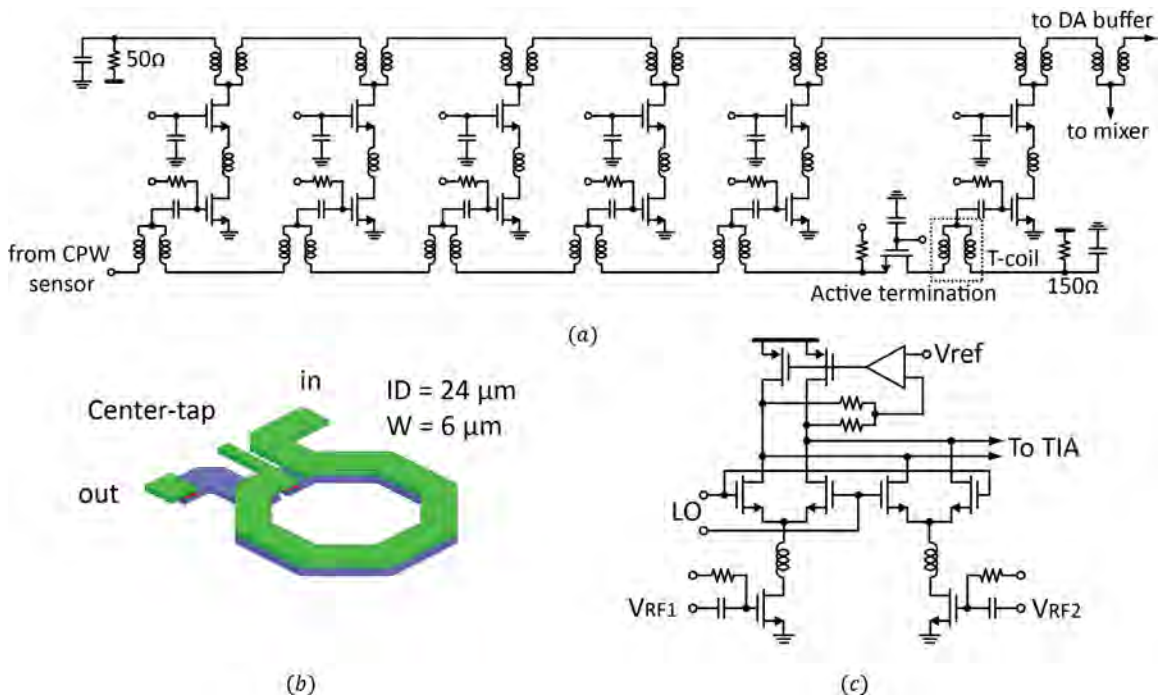 to DA buffer
50Ω
to mixer
from CPW
sensor
T-coil
150Ω
Active termination
(a)
in
ID = 24 μm
W = 6 μm
Center-tap
out
(b)
Vref
To TIA
LO
VRF1
VRF2
(c)